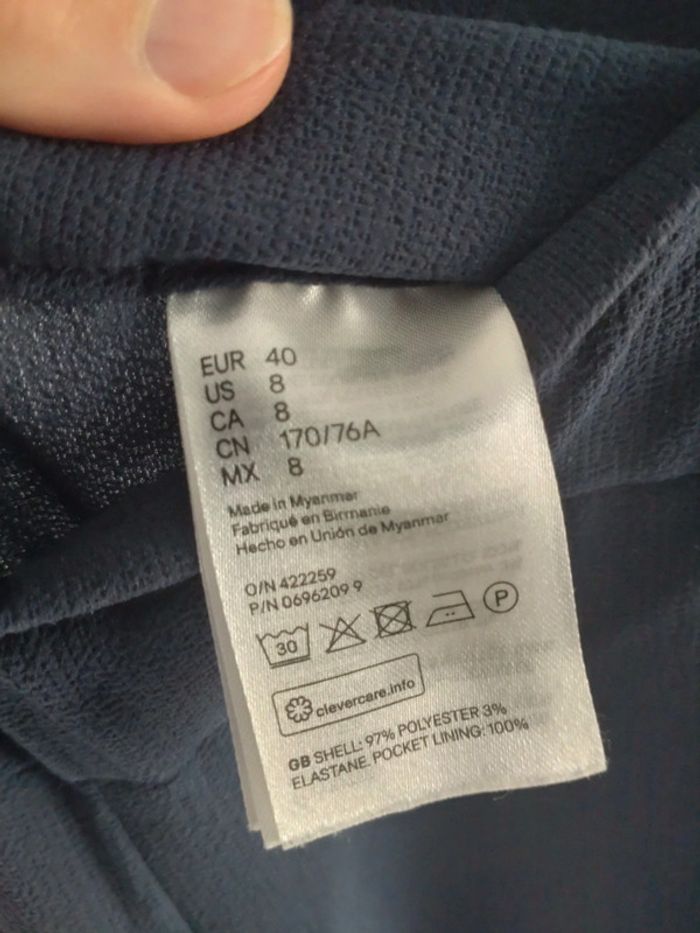 EUR 40
US 8
CA 8
CN 170/76A
MX 8
Made in Myanmar
Fabriqué en Birmanie
Hecho en Unión de Myanmar
O/N 422259
P/N 0696209 9
30
P
clevercare.info
GB SHELL: 97% POLYESTER 3%
ELASTANE. POCKET LINING: 100%